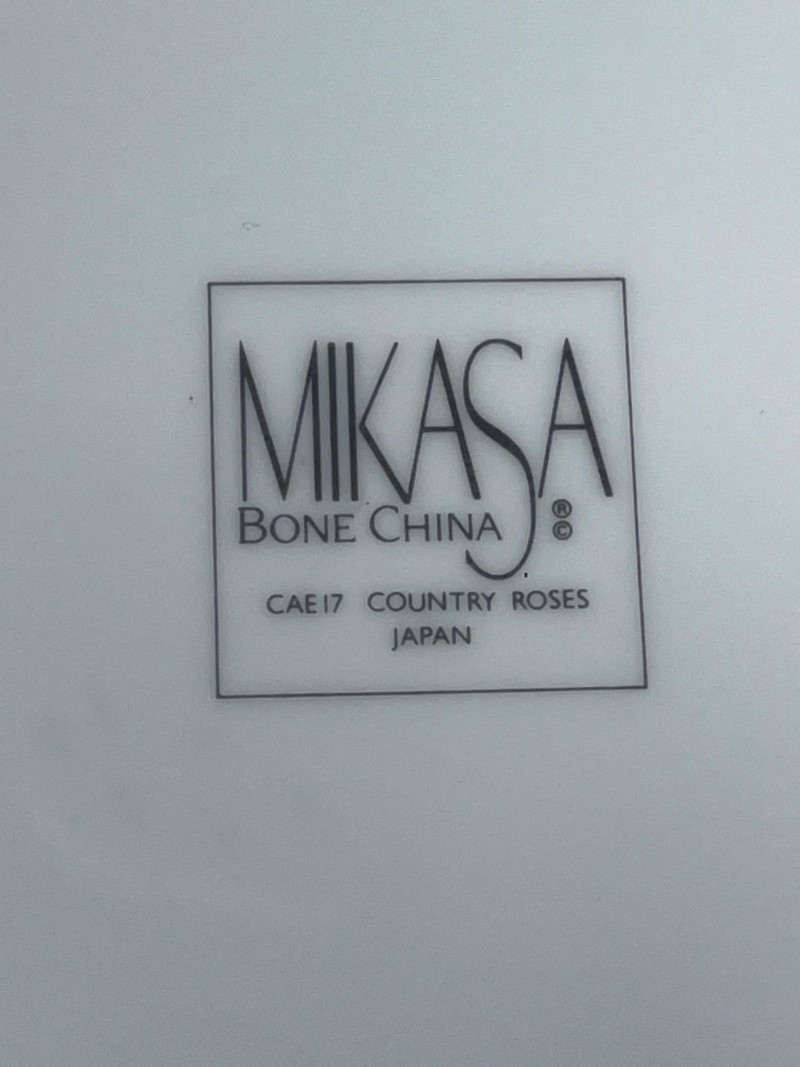 MIKASA
BONE CHINA ® ©
CAE17 COUNTRY ROSES
JAPAN